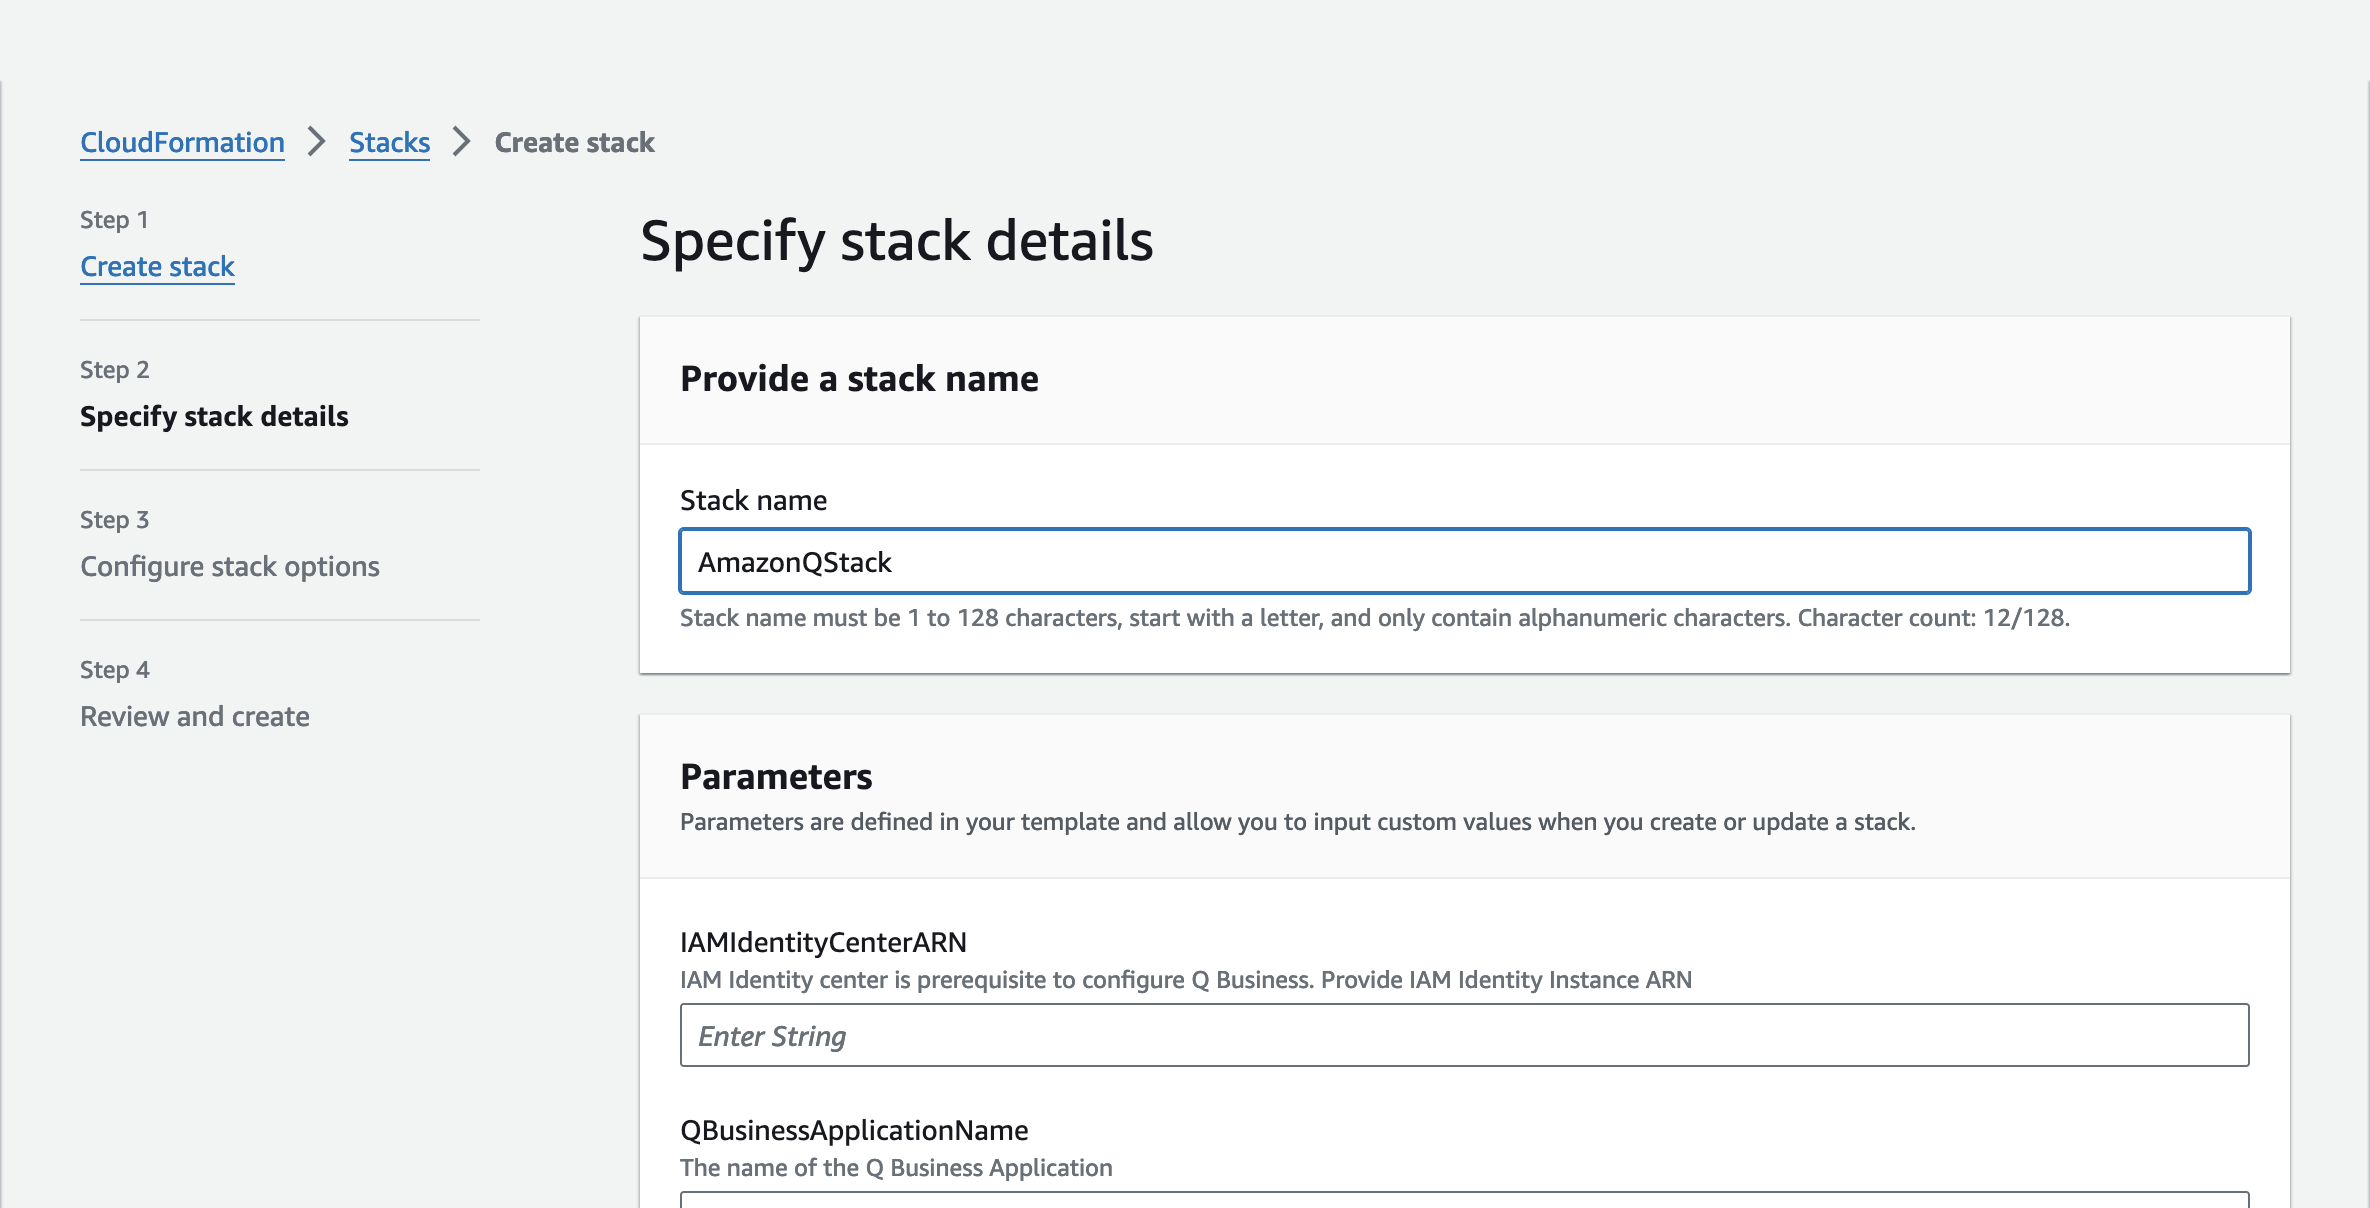 CloudFormation > Stacks > Create stack
Step 1
Create stack
Step 2
Specify stack details
Step 3
Configure stack options
Step 4
Review and create
Specify stack details
Provide a stack name
Stack name
AmazonQStack
Stack name must be 1 to 128 characters, start with a letter, and only contain alphanumeric characters. Character count: 12/128.
Parameters
Parameters are defined in your template and allow you to input custom values when you create or update a stack.
IAMIdentityCenterARN
IAM Identity center is prerequisite to configure Q Business. Provide IAM Identity Instance ARN
Enter String
QBusinessApplicationName
The name of the Q Business Application